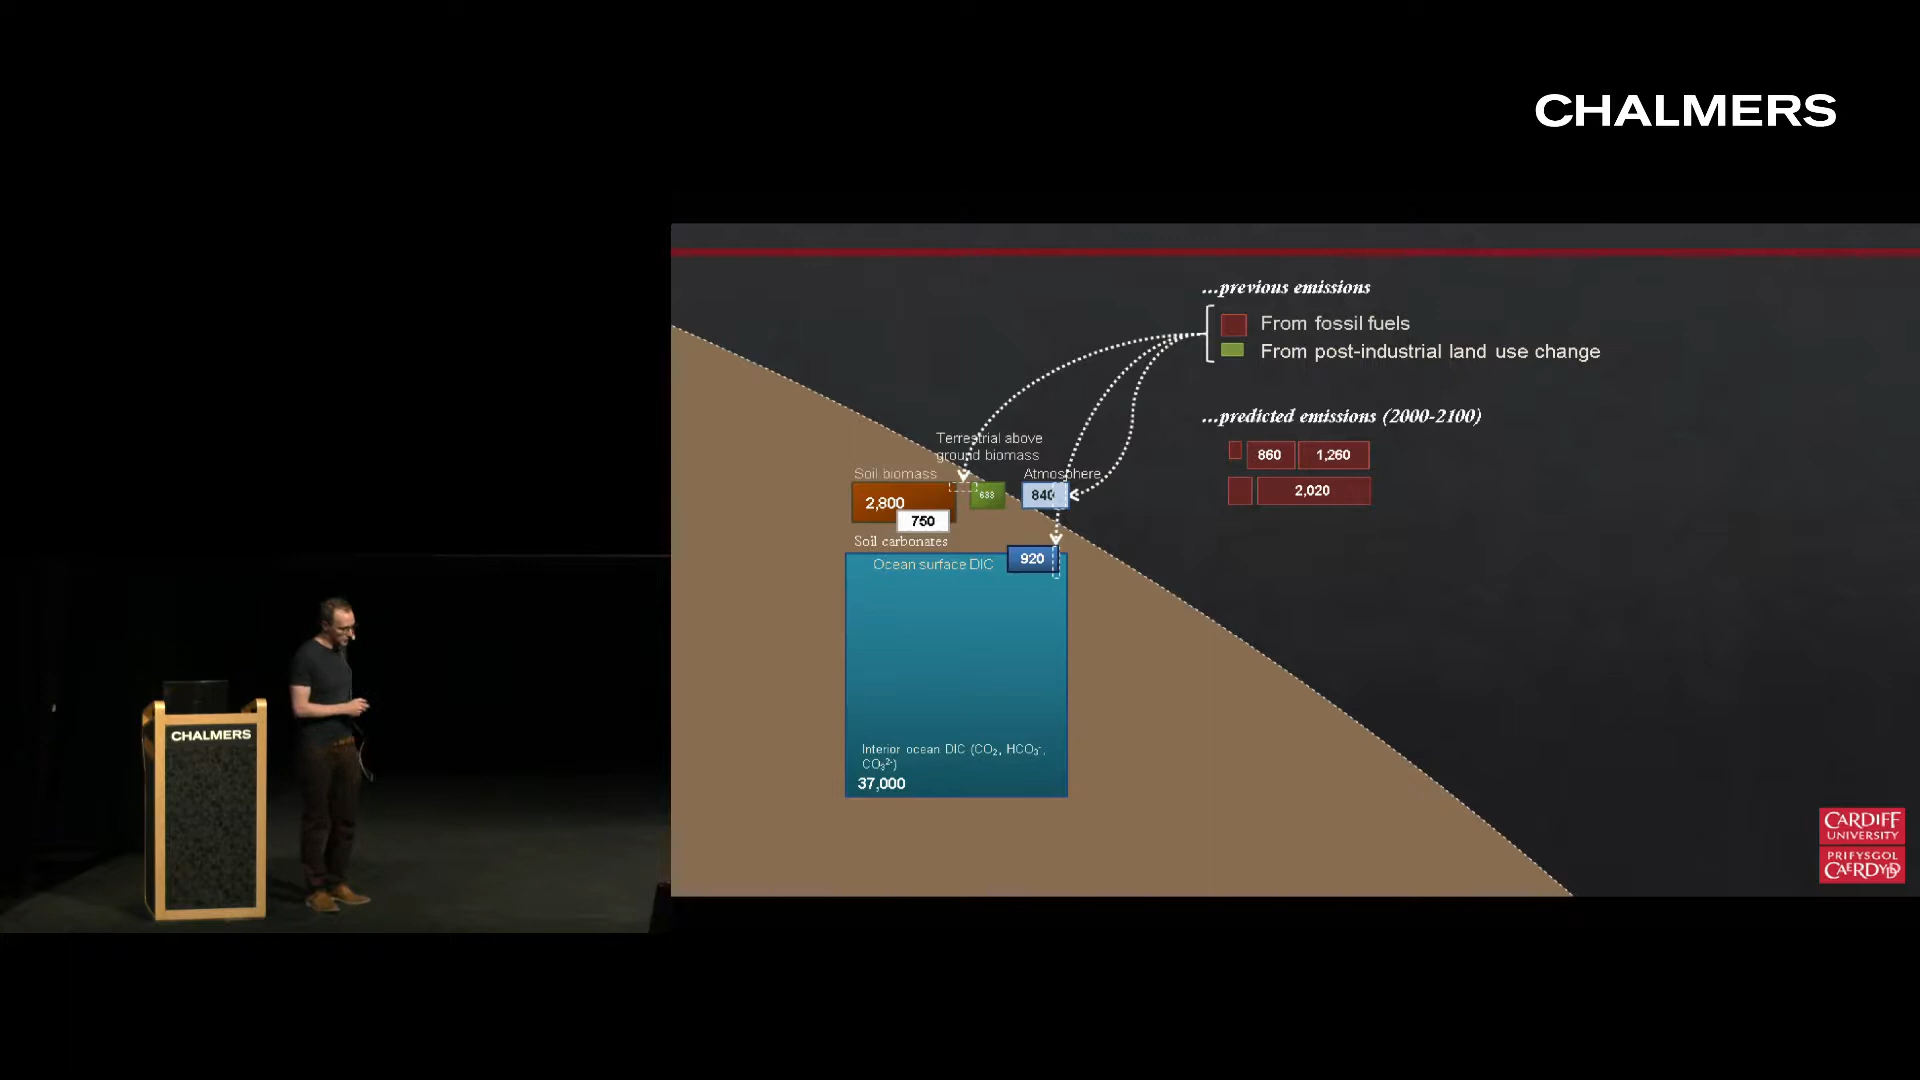 CHALMERS
...previous emissions
From fossil fuels
From post-industrial land use change
...predicted emissions (2000-2100)
860 1,260
2,020
Terrestrial above
ground biomass
Soil biomass
Atmosphere
2,800
633
840
750
Soil carbonates
920
Ocean surface DIC
Interior ocean DIC (CO₂, HCO₃⁻,
CO₃²⁻)
37,000
CHALMERS
CARDIFF
UNIVERSITY
PRIFYSGOL
CAERDYDD